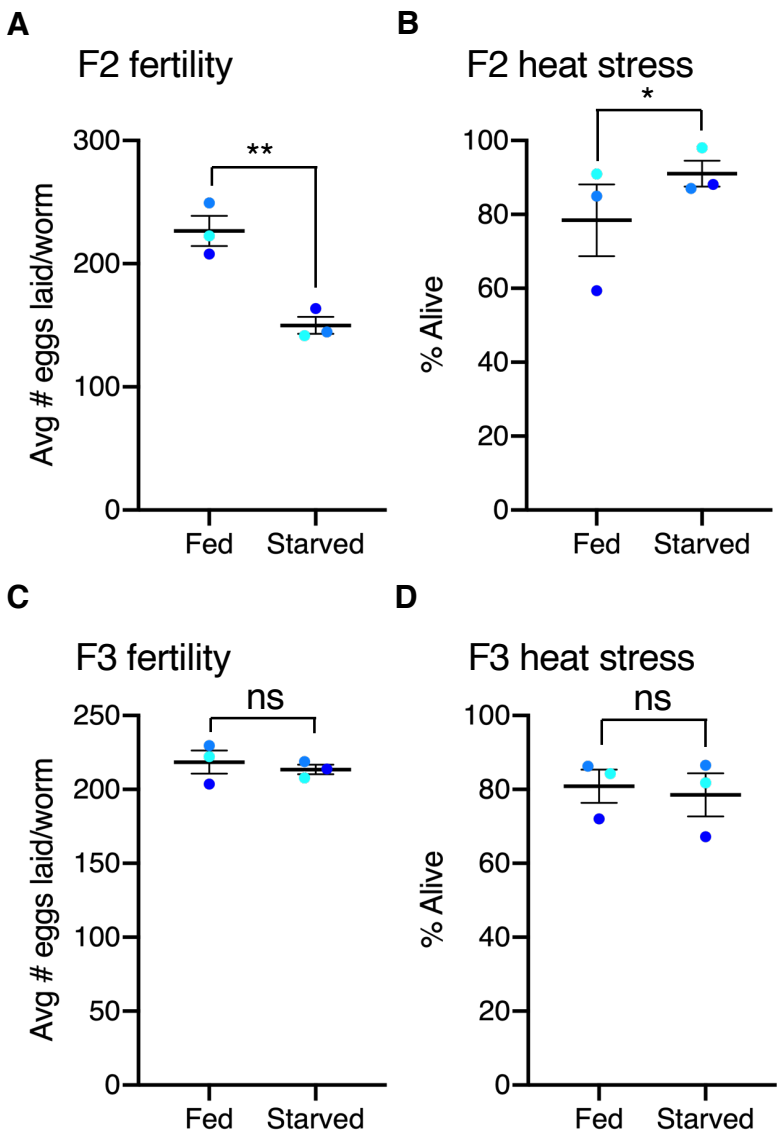 A
F2 fertility
Avg # eggs laid/worm
300
200
100
0
**
Fed Starved
B
F2 heat stress
% Alive
100
80
60
40
20
0
*
Fed Starved
C
F3 fertility
Avg # eggs laid/worm
250
200
150
100
50
0
ns
Fed Starved
D
F3 heat stress
% Alive
100
80
60
40
20
0
ns
Fed Starved